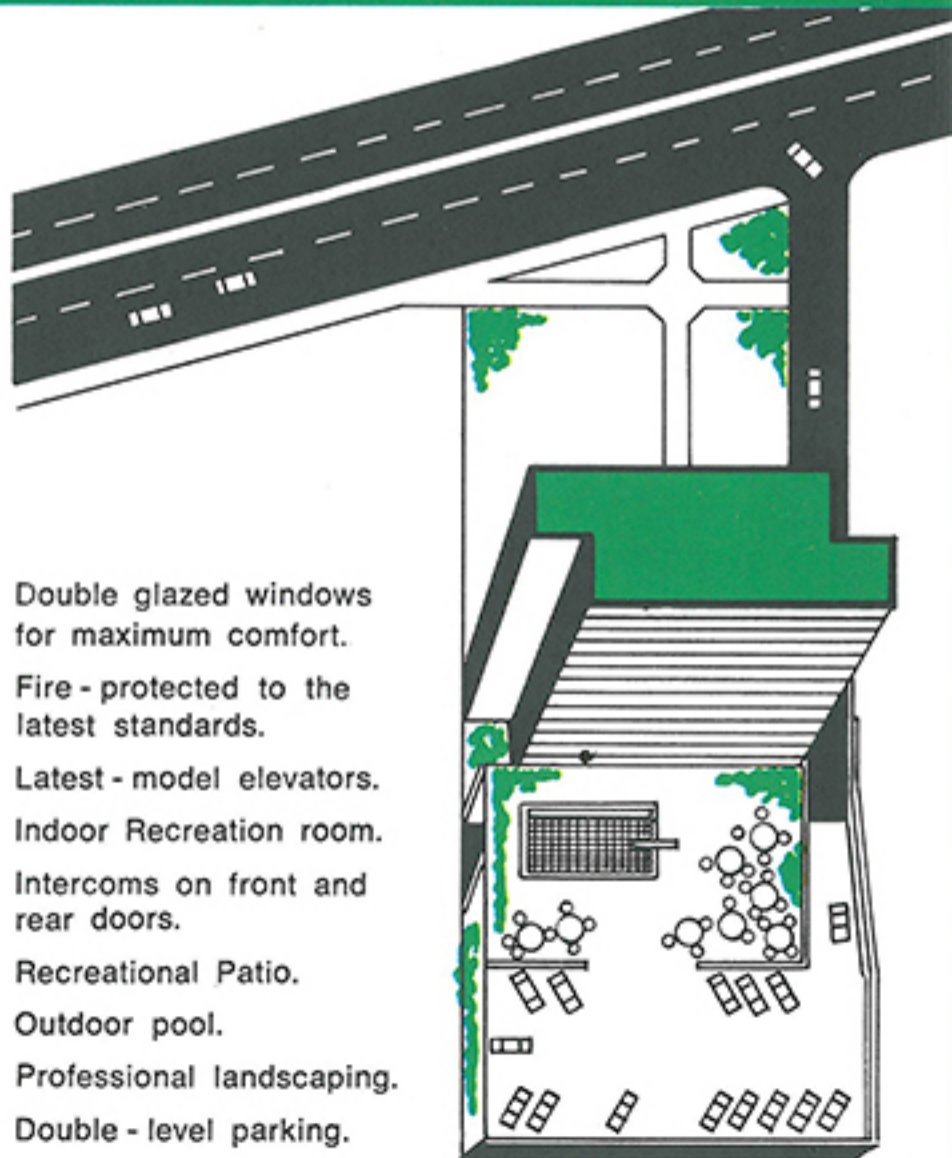 Double glazed windows
for maximum comfort.
Fire - protected to the
latest standards.
Latest - model elevators.
Indoor Recreation room.
Intercoms on front and
rear doors.
Recreational Patio.
Outdoor pool.
Professional landscaping.
Double - level parking.